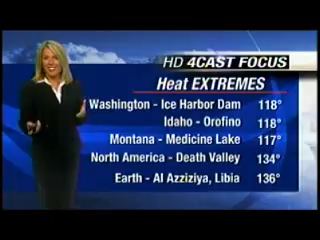 HD 4CAST FOCUS
Heat EXTREMES
Washington - Ice Harbor Dam 118°
Idaho - Orofino 118°
Montana - Medicine Lake 117°
North America - Death Valley 134°
Earth - Al Azziziya, Libia 136°